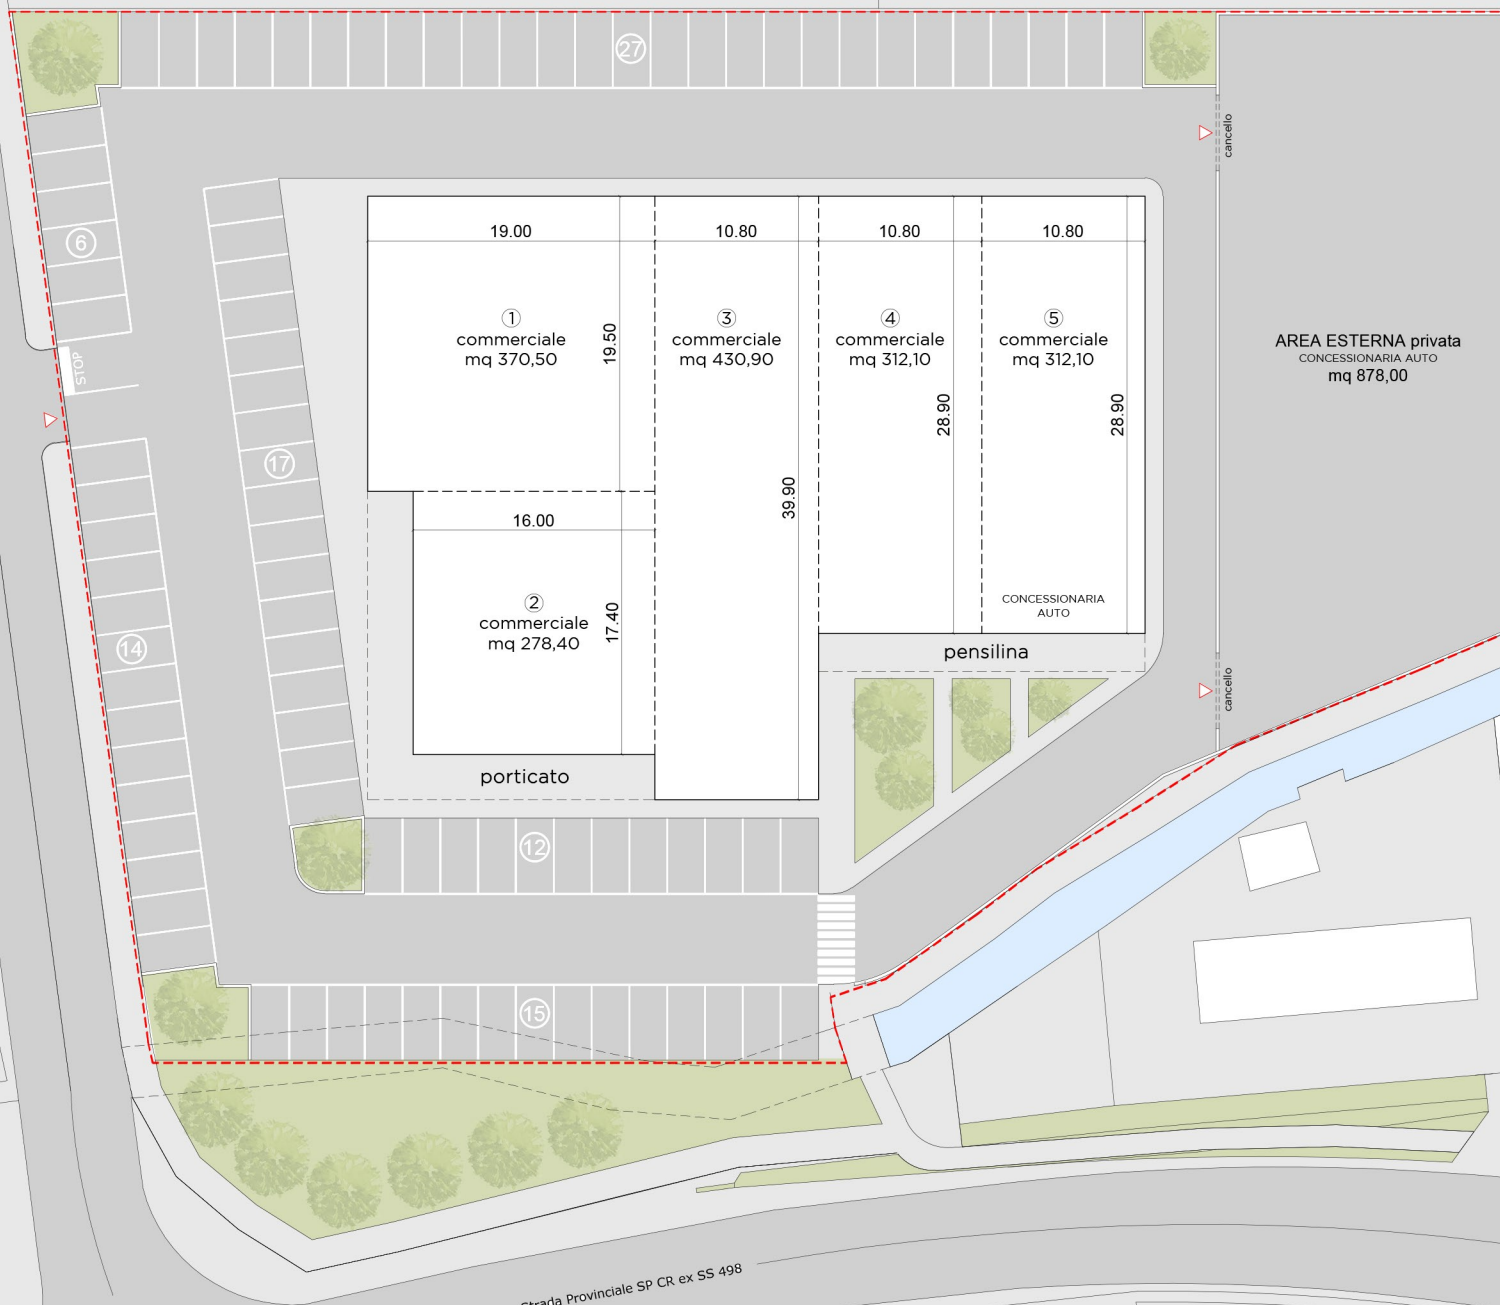 27
cancello
6
19.00
10.80
10.80
10.80
1
commerciale
mq 370,50
19.50
3
commerciale
mq 430,90
39.90
4
commerciale
mq 312,10
28.90
5
commerciale
mq 312,10
28.90
AREA ESTERNA privata
CONCESSIONARIA AUTO
mq 878,00
STOP
17
16.00
2
commerciale
mq 278,40
17.40
CONCESSIONARIA
AUTO
14
pensilina
cancello
porticato
12
15
Strada Provinciale SP CR ex SS 498